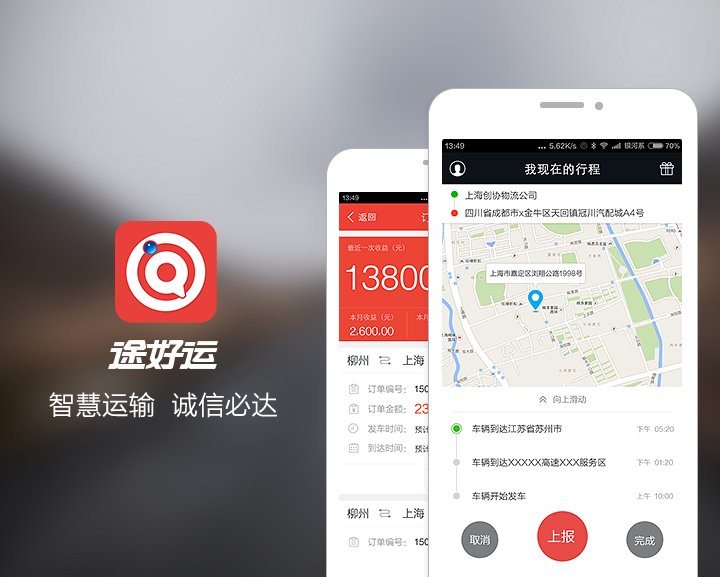 途好运
智慧运输 诚信必达
13:49
返回
最近一次收益（元）
13800
本月收益（元）
本月
2.600.00
柳州 上海
订单编号： 150
订单金额： 23
发车时间： 预计
到达时间： 预计
柳州 上海
订单编号： 150
13:49 ... 5.62K/s 银河系 70%
我现在的行程
上海创协物流公司
四川省成都市x金牛区天回镇冠川汽配城A4号
上海市嘉定区浏翔公路1998号
向上滑动
车辆到达江苏省苏州市 下午 05:20
车辆到达XXXXX高速XXX服务区 下午 01:20
车辆开始发车 上午 10:00
取消 上报 完成